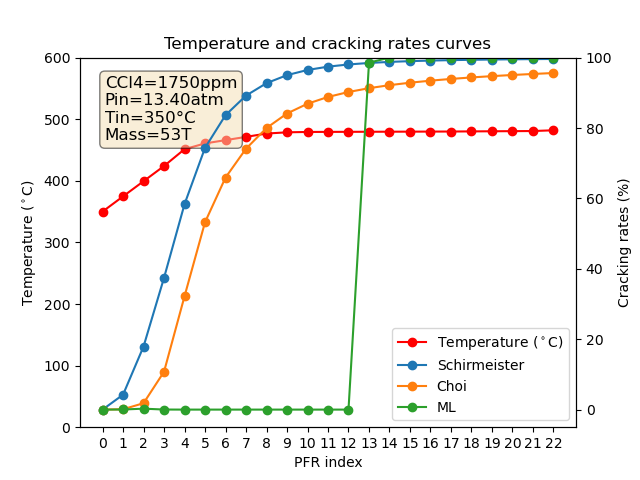 Temperature and cracking rates curves
CCl4=1750ppm
Pin=13.40atm
Tin=350°C
Mass=53T
600
500
400
300
200
100
0
Temperature (°C)
100
80
60
40
20
0
Cracking rates (%)
Temperature (°C)
Schirmeister
Choi
ML
0 1 2 3 4 5 6 7 8 9 10 11 12 13 14 15 16 17 18 19 20 21 22
PFR index